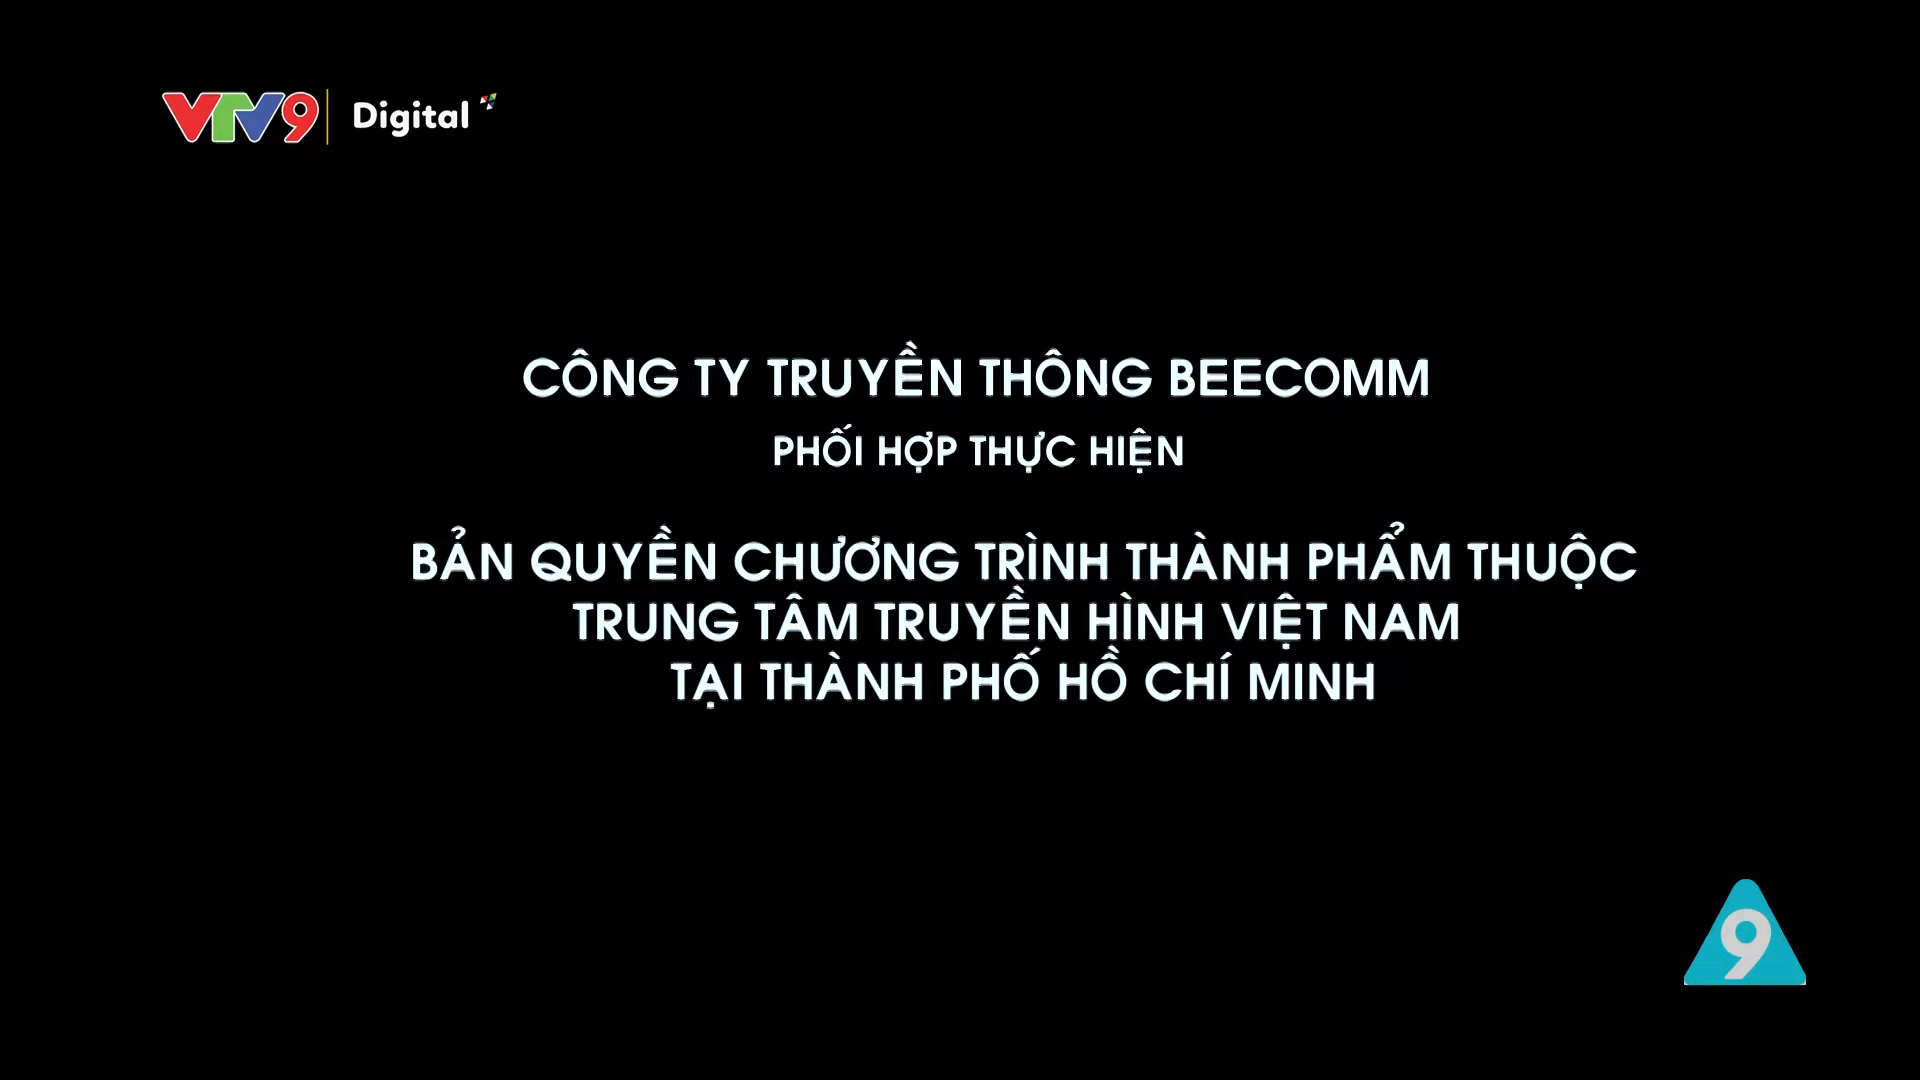 VTV9 Digital
CÔNG TY TRUYỀN THÔNG BEECOMM
PHỐI HỢP THỰC HIỆN
BẢN QUYỀN CHƯƠNG TRÌNH THÀNH PHẨM THUỘC
TRUNG TÂM TRUYỀN HÌNH VIỆT NAM
TẠI THÀNH PHỐ HỒ CHÍ MINH
9